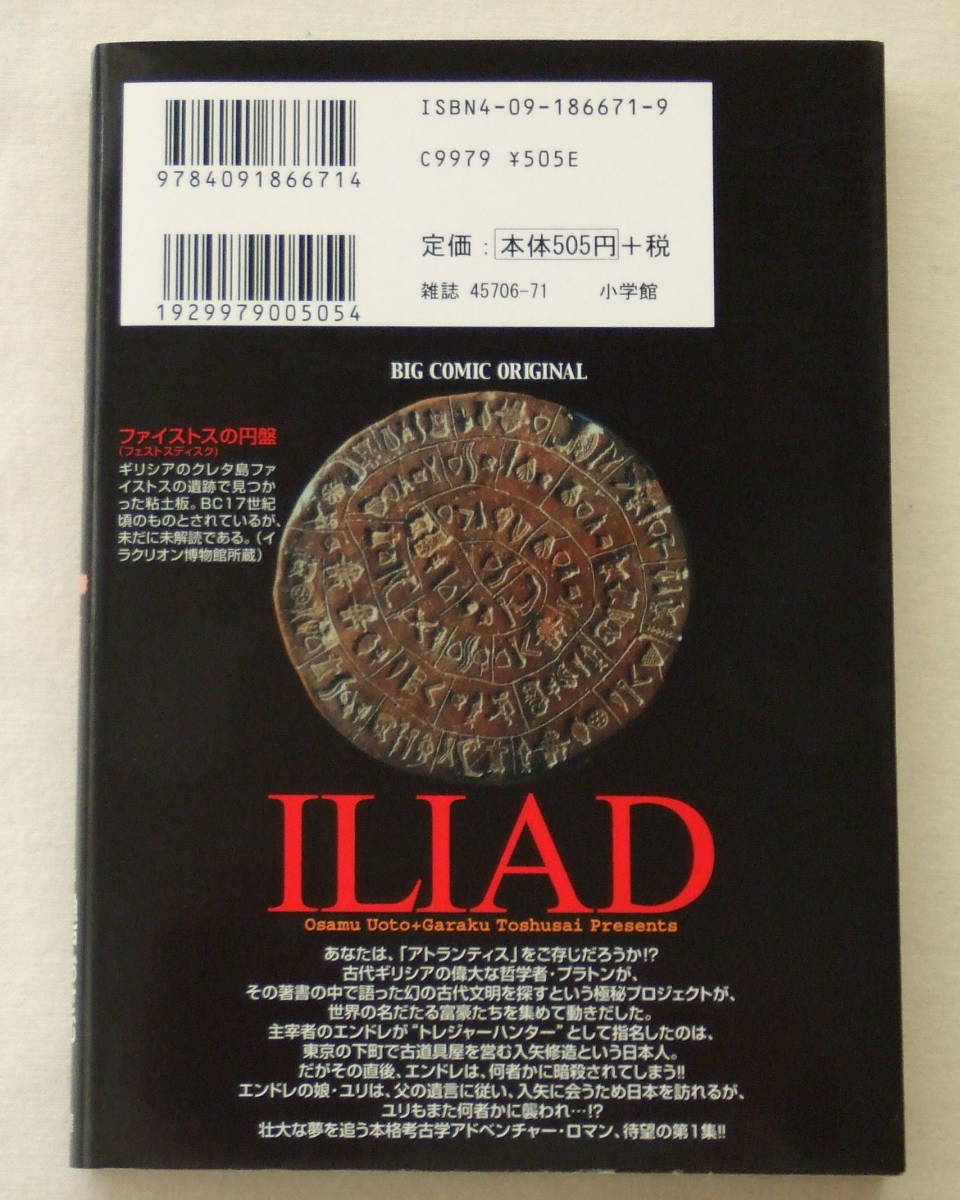 ISBN4-09-186671-9
9784091866714
C9979 ¥505E
定価：本体505円＋税
1929979005054
雑誌 45706-71　小学館
BIG COMIC ORIGINAL
ファイストスの円盤
(フェストスディスク)
ギリシアのクレタ島ファ
イストスの遺跡で見つか
った粘土板。BC17世紀
頃のものとされているが、
未だに未解読である。(イ
ラクリオン博物館所蔵)
ILIAD
Osamu Uoto+Garaku Toshusai Presents
あなたは、「アトランティス」をご存じだろうか!?
古代ギリシアの偉大な哲学者・プラトンが、
その著書の中で語った幻の古代文明を探すという極秘プロジェクトが、
世界の名だたる富豪たちを集めて動きだした。
主宰者のエンドレが“トレジャーハンター”として指名したのは、
東京の下町で古道具屋を営む入矢修造という日本人。
だがその直後、エンドレは、何者かに暗殺されてしまう!!
エンドレの娘・ユリは、父の遺言に従い、入矢に会うため日本を訪れるが、
ユリもまた何者かに襲われ…!?
壮大な夢を追う本格考古学アドベンチャー・ロマン、待望の第1集!!